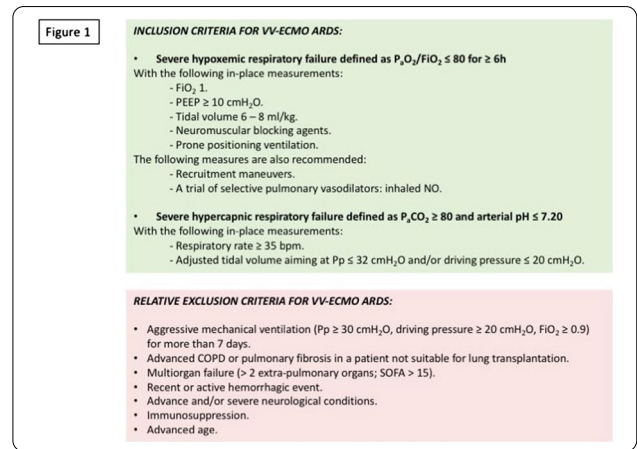 Figure 1
INCLUSION CRITERIA FOR VV-ECMO ARDS:
• Severe hypoxemic respiratory failure defined as PₐO₂/FiO₂ ≤ 80 for ≥ 6h
With the following in-place measurements:
- FiO₂ 1.
- PEEP ≥ 10 cmH₂O.
- Tidal volume 6 – 8 ml/kg.
- Neuromuscular blocking agents.
- Prone positioning ventilation.
The following measures are also recommended:
- Recruitment maneuvers.
- A trial of selective pulmonary vasodilators: inhaled NO.
• Severe hypercapnic respiratory failure defined as PₐCO₂ ≥ 80 and arterial pH ≤ 7.20
With the following in-place measurements:
- Respiratory rate ≥ 35 bpm.
- Adjusted tidal volume aiming at Pp ≤ 32 cmH₂O and/or driving pressure ≤ 20 cmH₂O.
RELATIVE EXCLUSION CRITERIA FOR VV-ECMO ARDS:
• Aggressive mechanical ventilation (Pp ≥ 30 cmH₂O, driving pressure ≥ 20 cmH₂O, FiO₂ ≥ 0.9)
for more than 7 days.
• Advanced COPD or pulmonary fibrosis in a patient not suitable for lung transplantation.
• Multiorgan failure (> 2 extra-pulmonary organs; SOFA > 15).
• Recent or active hemorrhagic event.
• Advance and/or severe neurological conditions.
• Immunosuppression.
• Advanced age.